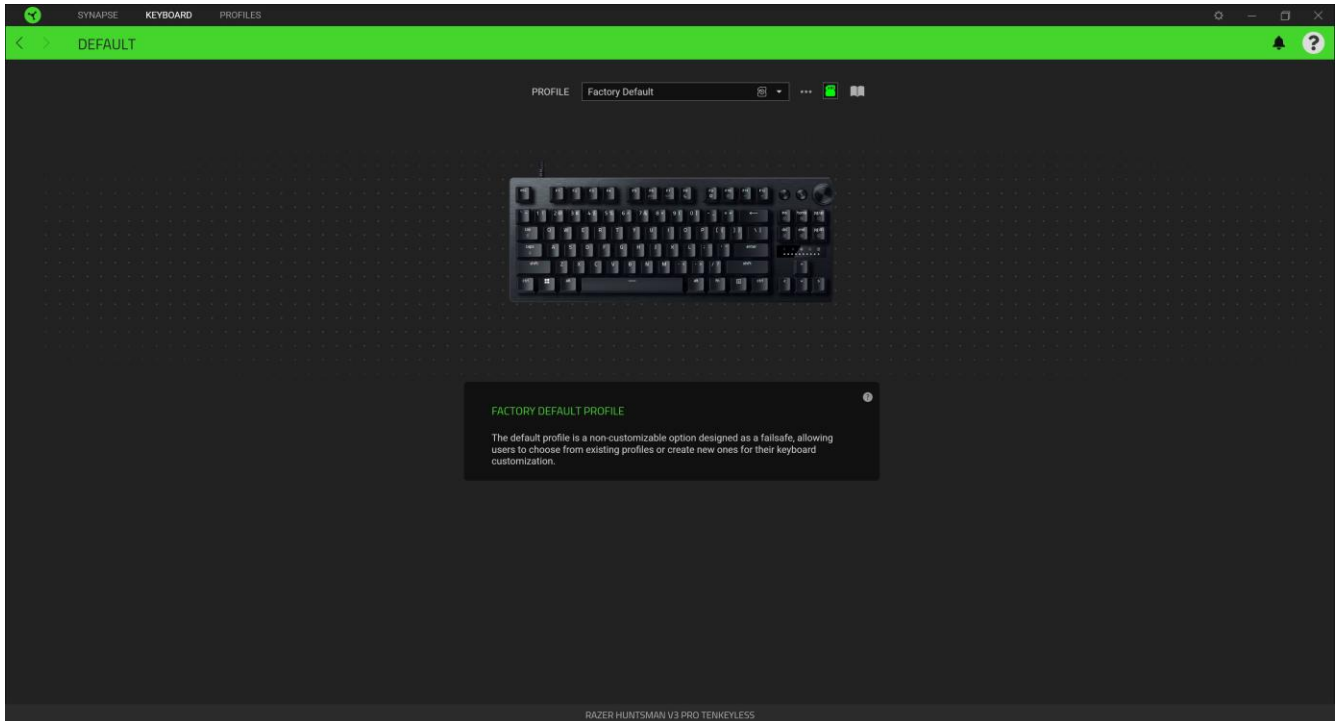 SYNAPSE KEYBOARD PROFILES
DEFAULT
PROFILE Factory Default
FACTORY DEFAULT PROFILE
The default profile is a non-customizable option designed as a failsafe, allowing
users to choose from existing profiles or create new ones for their keyboard
customization.
RAZER HUNTSMAN V3 PRO TENKEYLESS